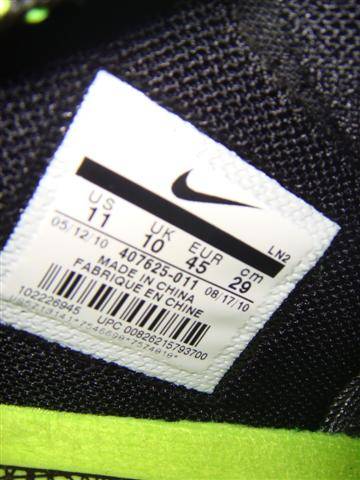 LN2
US UK EUR cm
11 10 45 29
05/12/10 407625-011 08/17/10
MADE IN CHINA
FABRIQUE EN CHINE
102226945
UPC 00826215793700